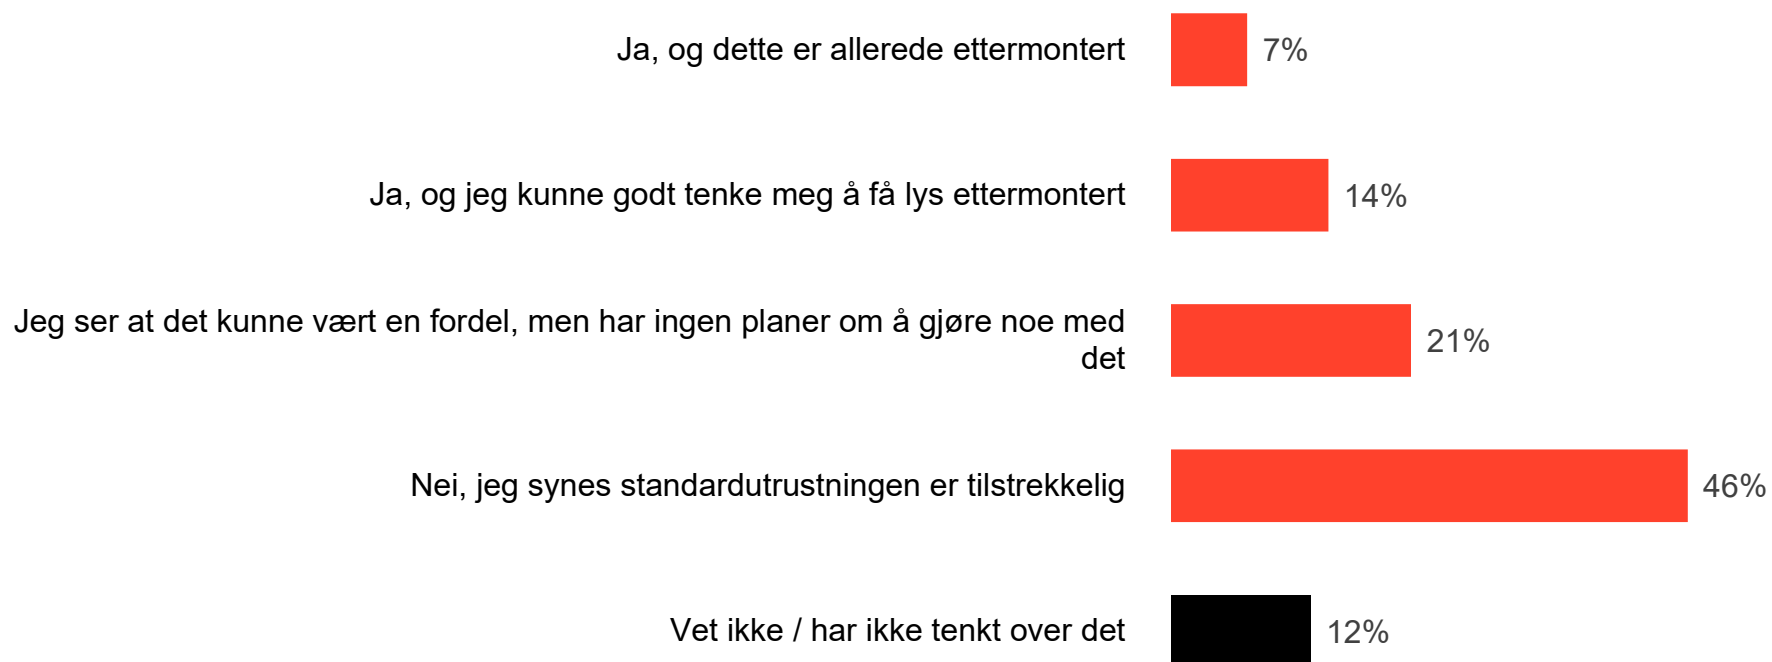 Ja, og dette er allerede ettermontert
7%
Ja, og jeg kunne godt tenke meg å få lys ettermontert
14%
Jeg ser at det kunne vært en fordel, men har ingen planer om å gjøre noe med
det
21%
Nei, jeg synes standardutrustningen er tilstrekkelig
46%
Vet ikke / har ikke tenkt over det
12%